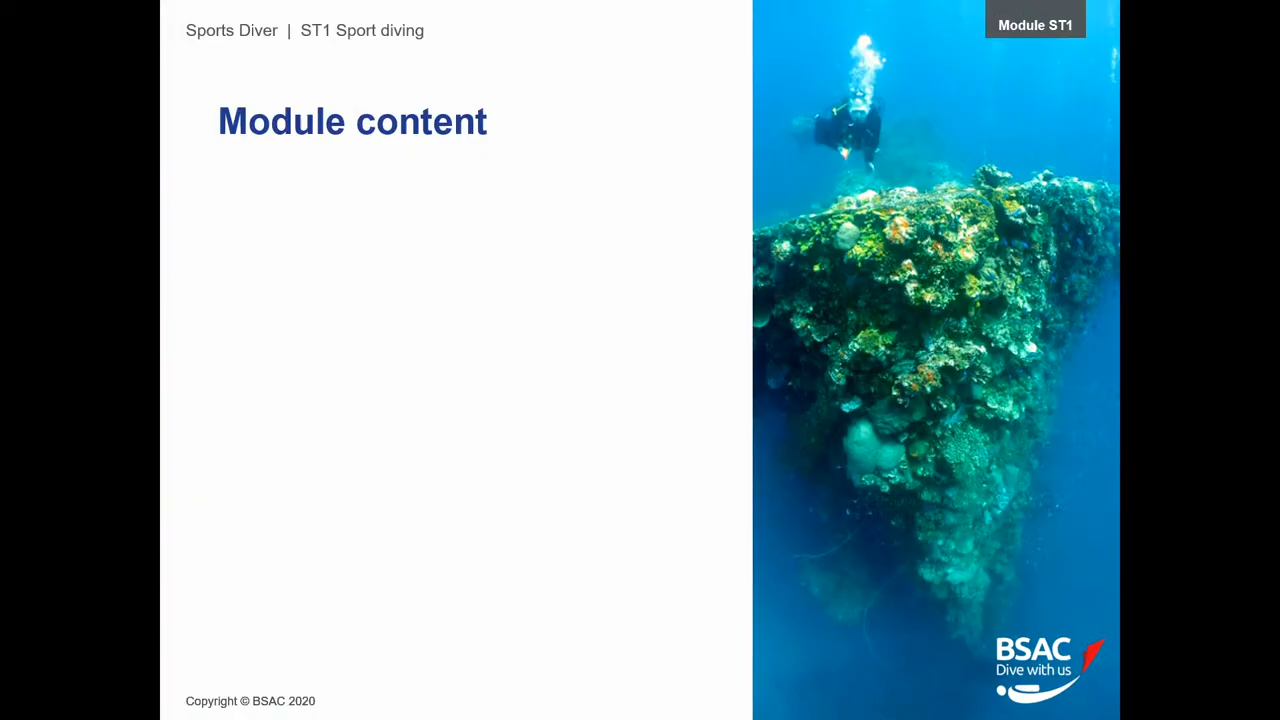 Sports Diver | ST1 Sport diving
Module ST1
Module content
BSAC
Dive with us
Copyright © BSAC 2020